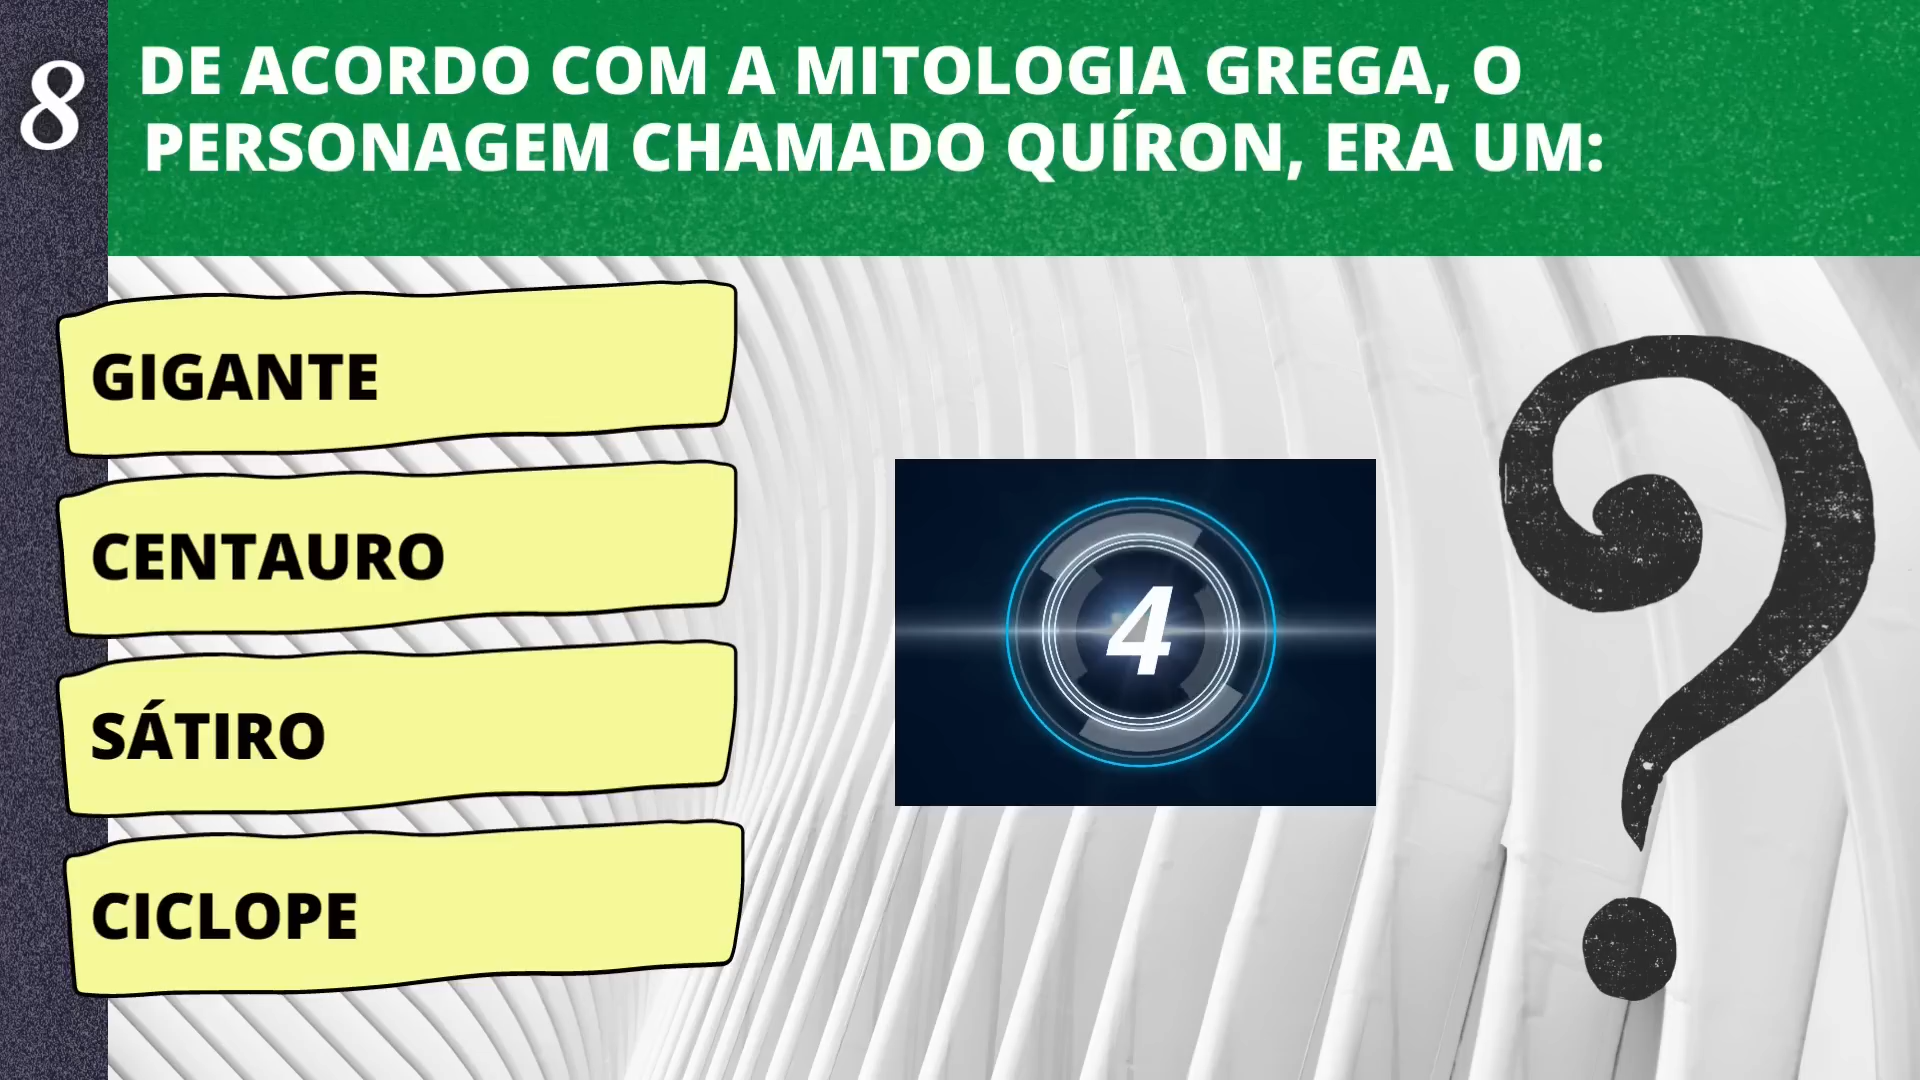 8
DE ACORDO COM A MITOLOGIA GREGA, O
PERSONAGEM CHAMADO QUÍRON, ERA UM:
GIGANTE
CENTAURO
SÁTIRO
CICLOPE
4
?